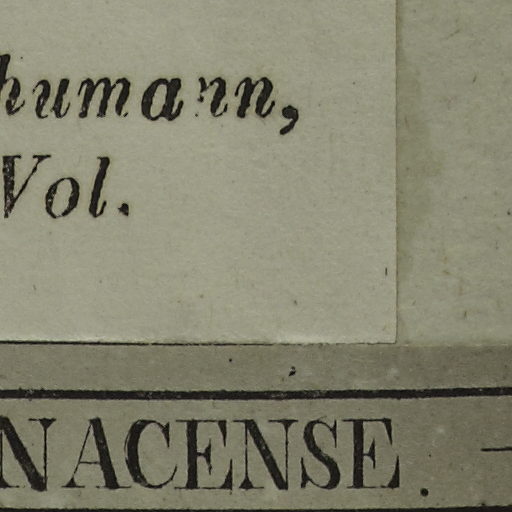 humann,
Vol.
NACENSE.